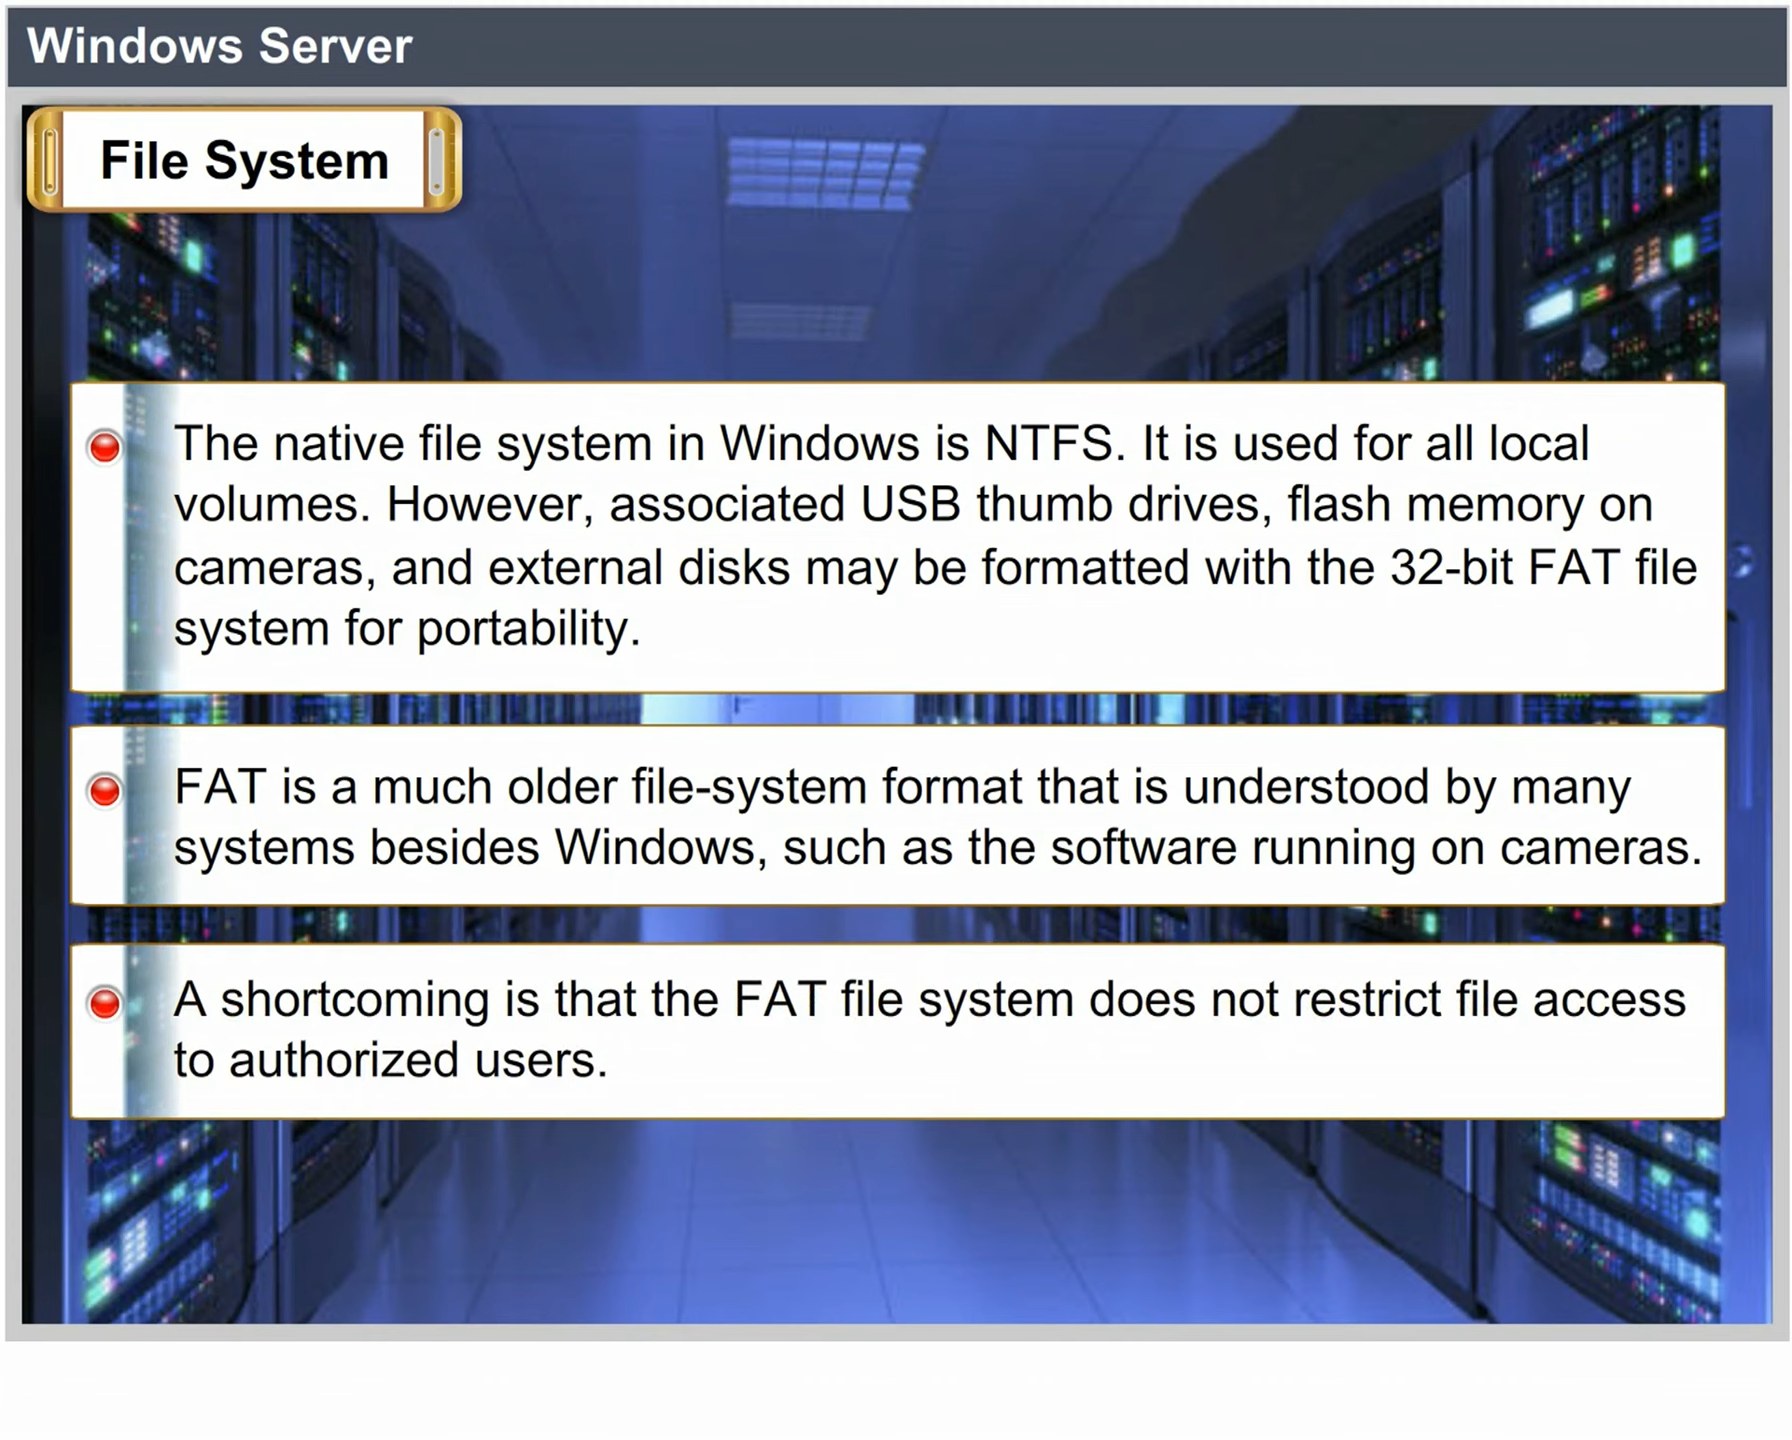 Windows Server
File System
The native file system in Windows is NTFS. It is used for all local
volumes. However, associated USB thumb drives, flash memory on
cameras, and external disks may be formatted with the 32-bit FAT file
system for portability.
FAT is a much older file-system format that is understood by many
systems besides Windows, such as the software running on cameras.
A shortcoming is that the FAT file system does not restrict file access
to authorized users.